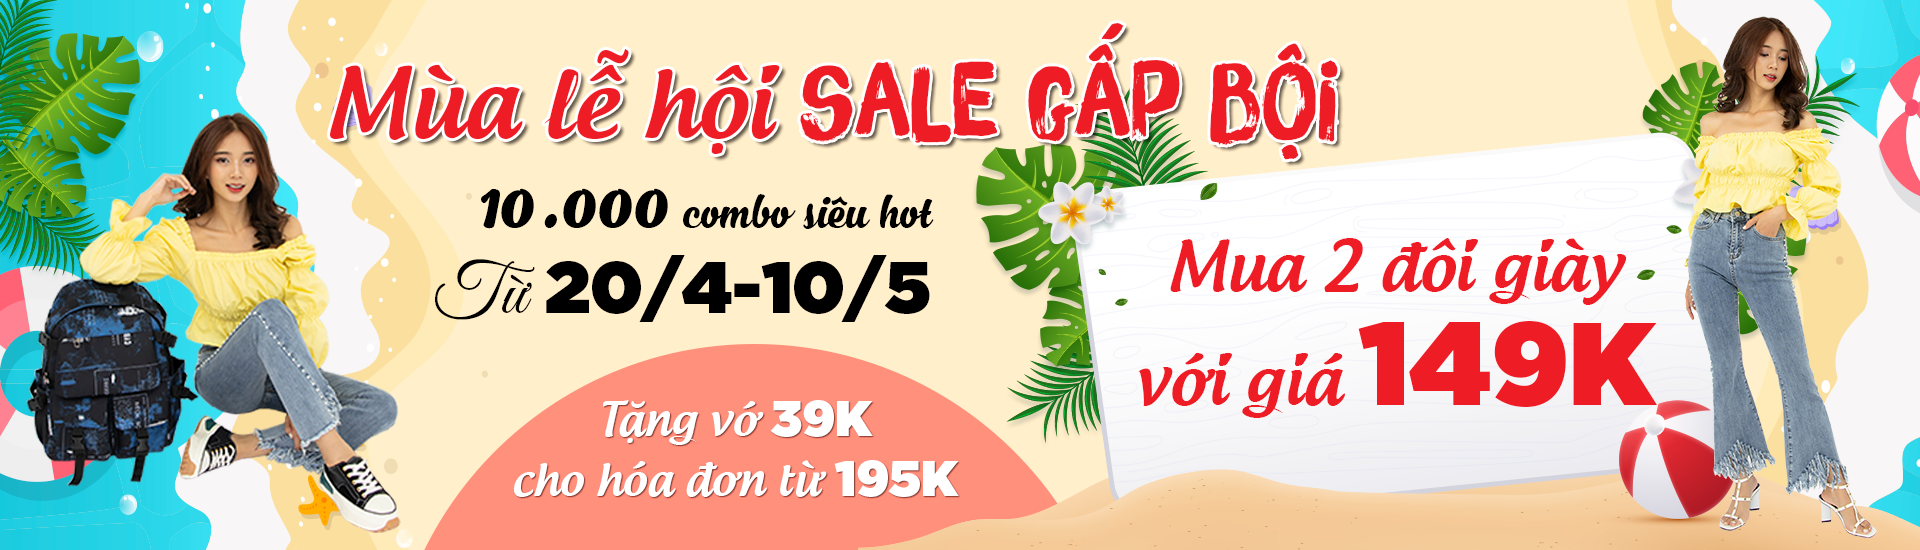 Mùa lễ hội SALE GẤP BỘI
10.000 combo siêu hot
Từ 20/4-10/5
Tặng vớ 39K
cho hóa đơn từ 195K
Mua 2 đôi giày
với giá 149K